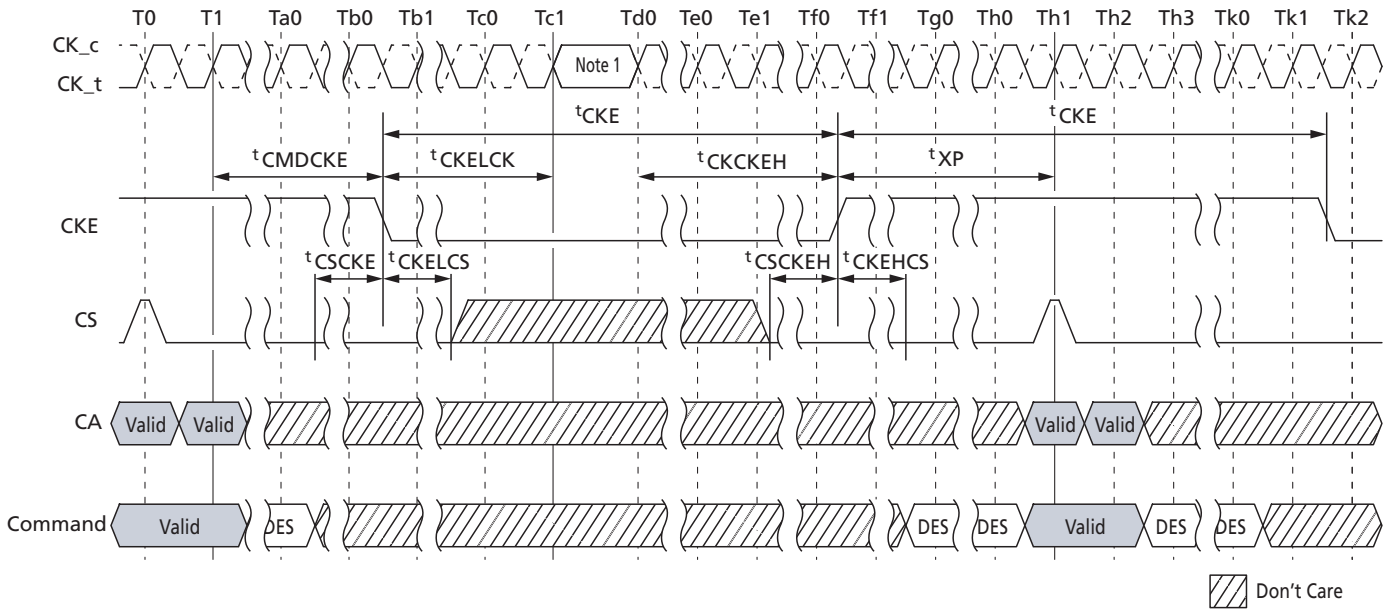 T0 T1 Ta0 Tb0 Tb1 Tc0 Tc1 Td0 Te0 Te1 Tf0 Tf1 Tg0 Th0 Th1 Th2 Th3 Tk0 Tk1 Tk2
CK_c
CK_t
Note 1
tCKE tCKE
tCMDCKE tCKELCK tCKCKEH tXP
CKE
tCSCKE tCKELCS tCSCKEH tCKEHCS
CS
CA Valid Valid Valid Valid
Command Valid DES DES DES Valid DES DES
Don't Care